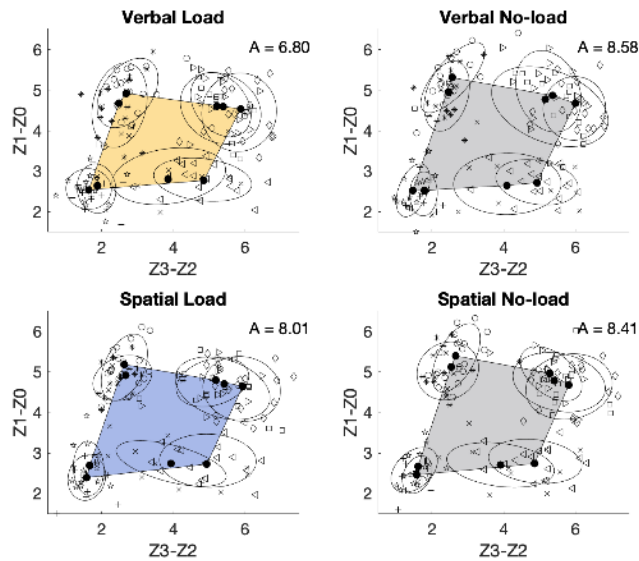 Verbal Load
Verbal No-load
A = 6.80
A = 8.58
6
5
4
3
2
Z1-Z0
2
4
6
Z3-Z2
6
5
4
3
2
Z1-Z0
2
4
6
Z3-Z2
Spatial Load
Spatial No-load
A = 8.01
A = 8.41
6
5
4
3
2
Z1-Z0
2
4
6
Z3-Z2
6
5
4
3
2
Z1-Z0
2
4
6
Z3-Z2